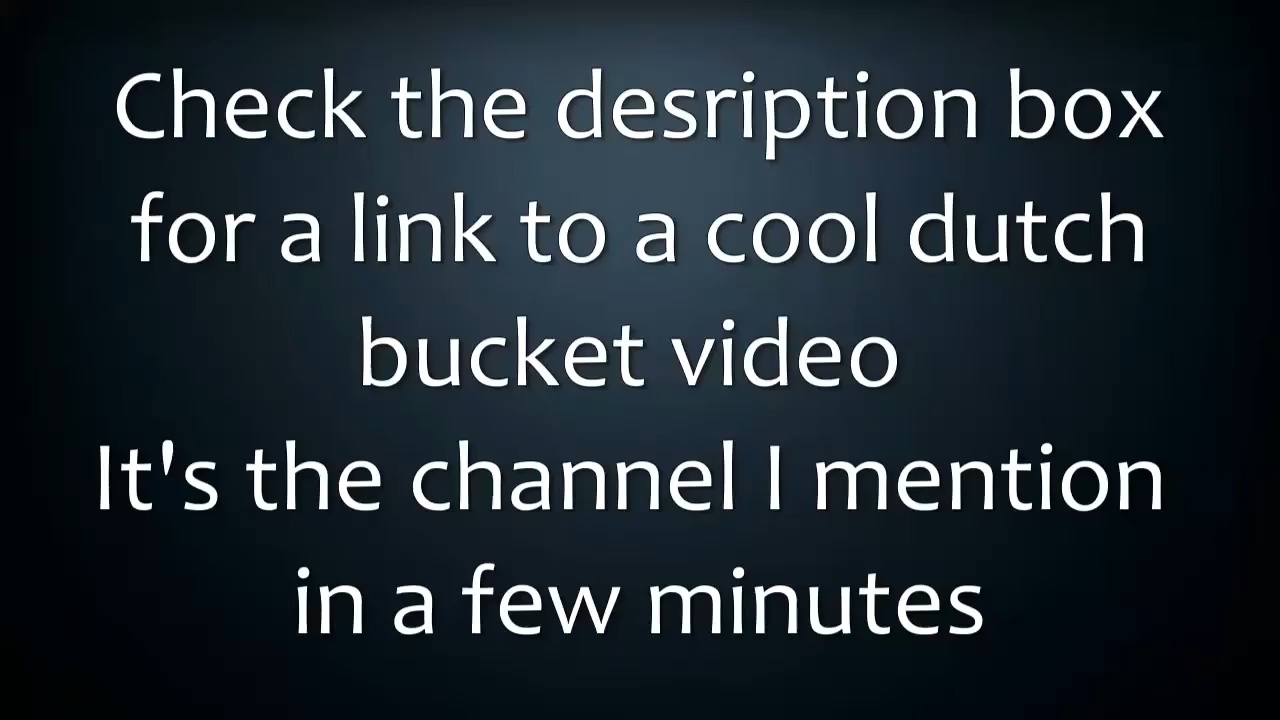 Check the desription box
for a link to a cool dutch
bucket video
It's the channel I mention
in a few minutes